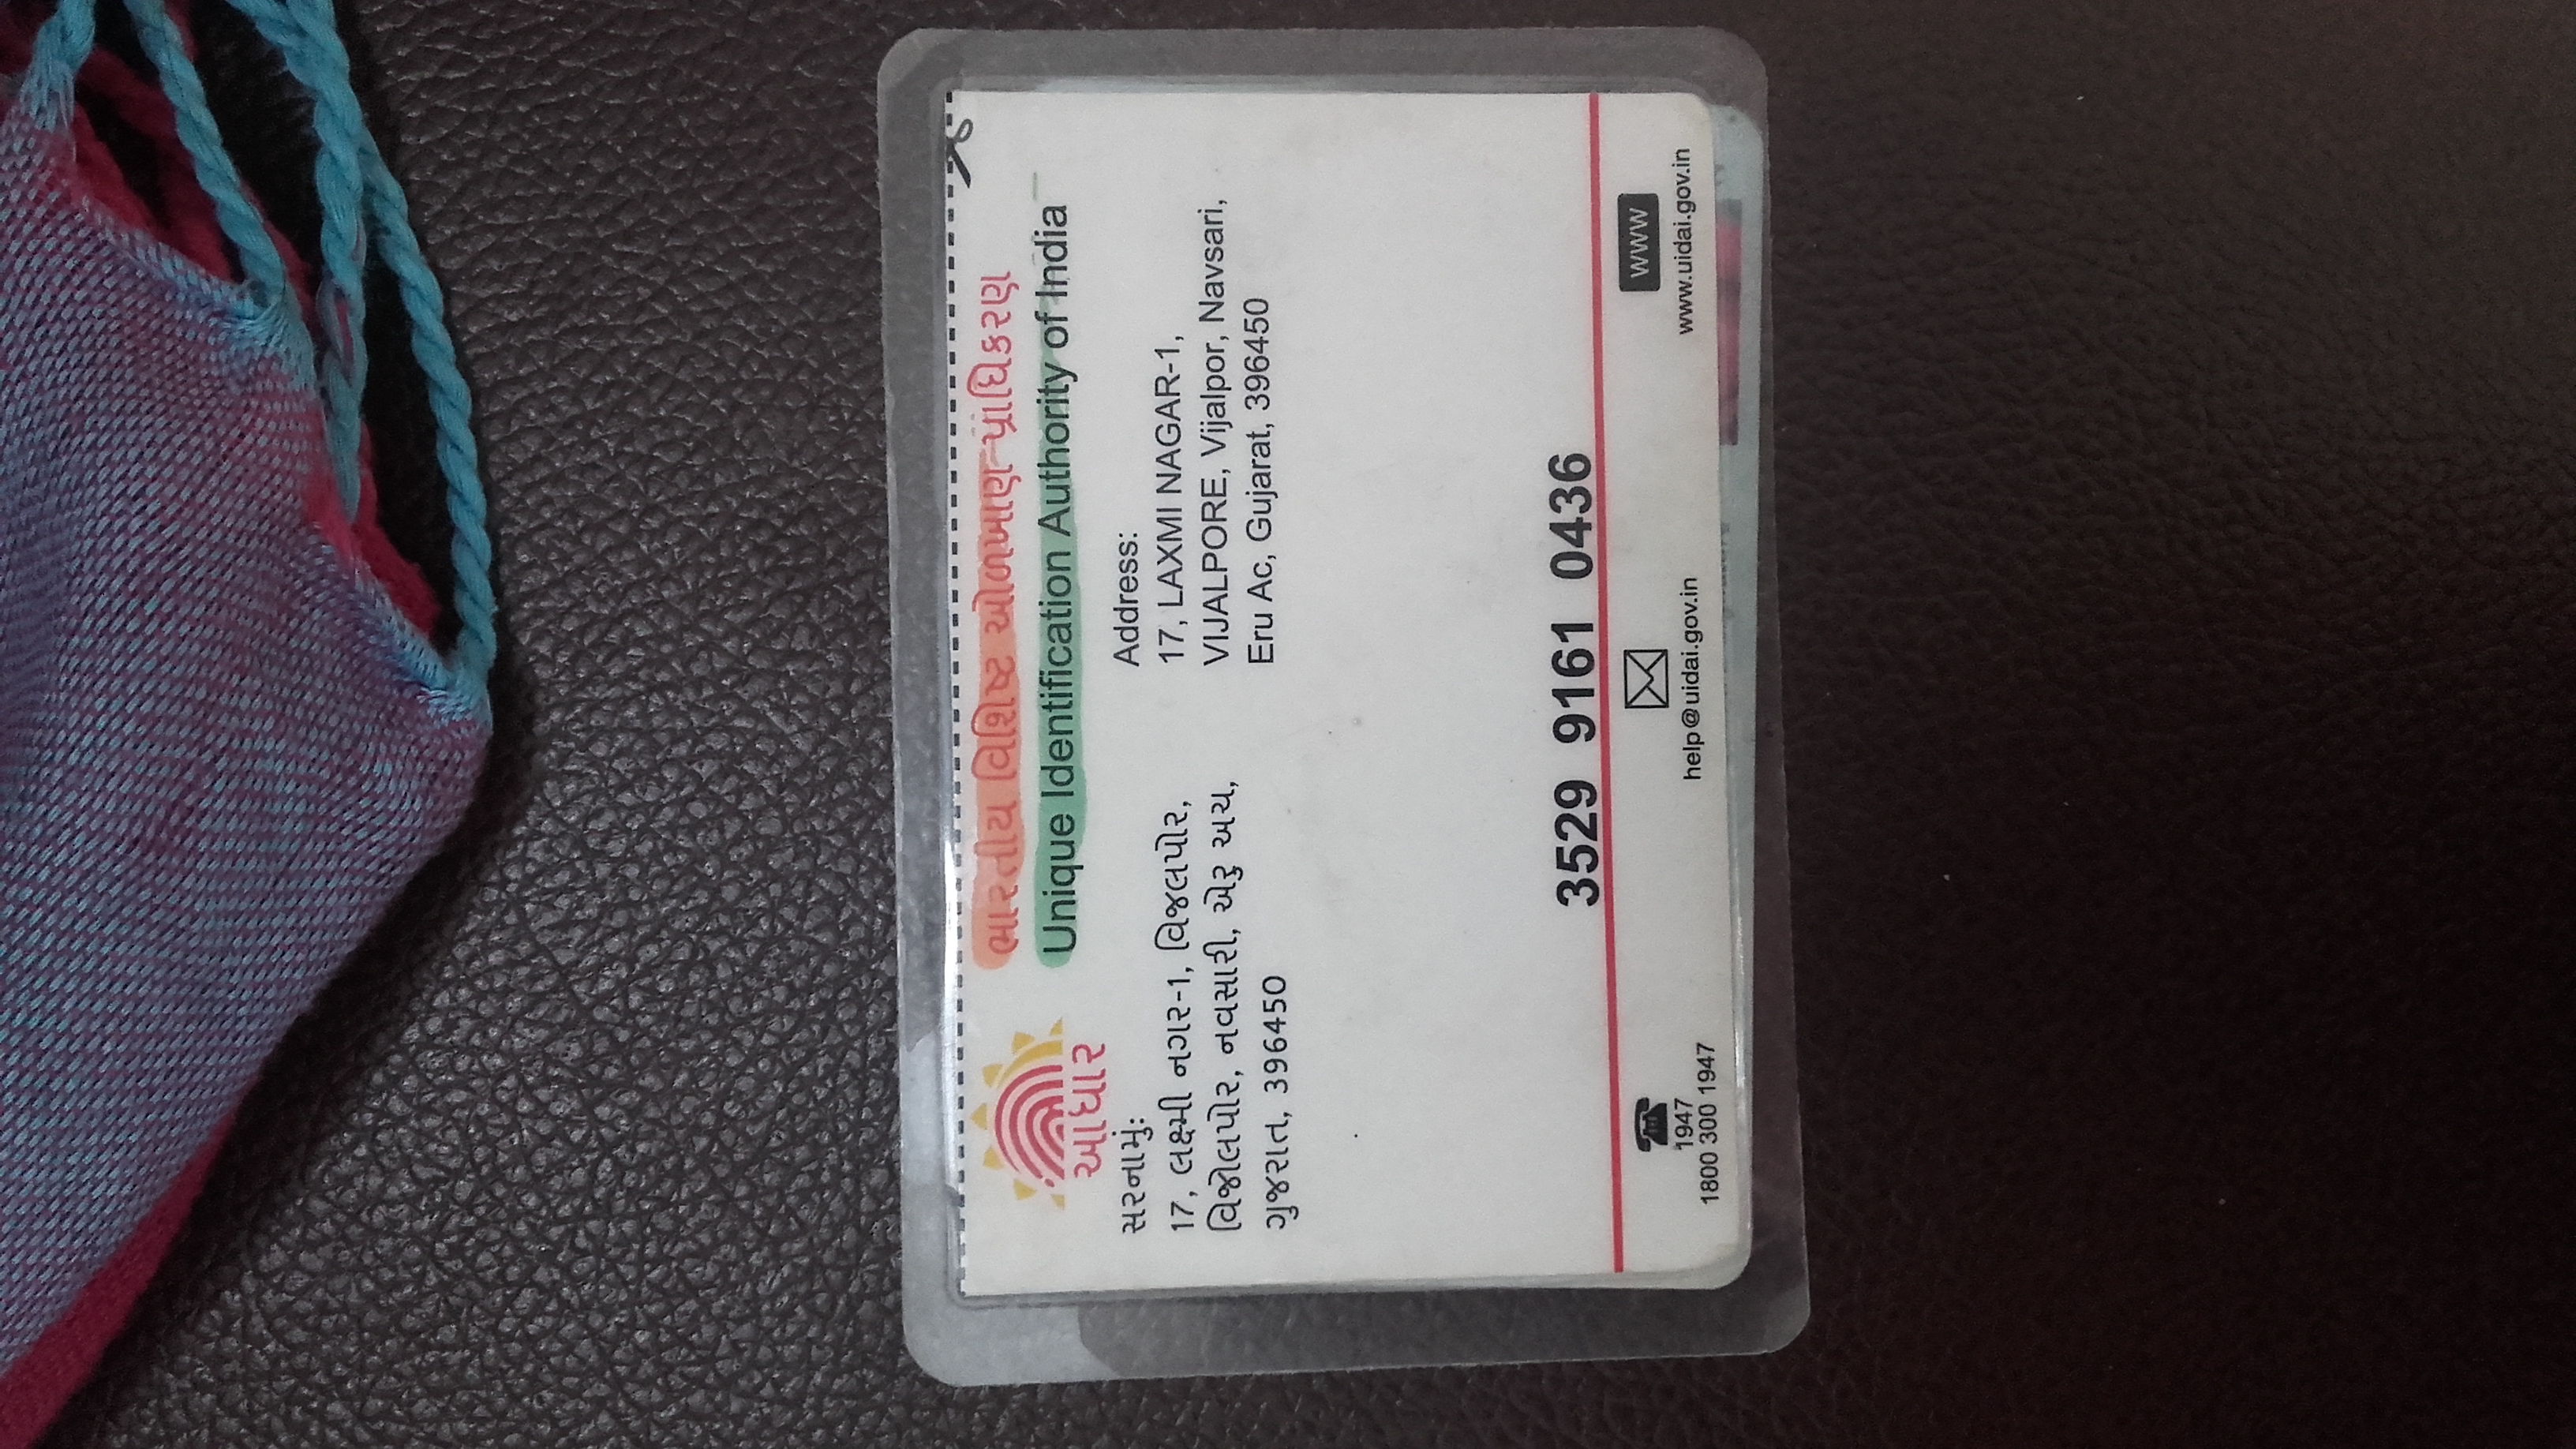 ભારતીય વિશિષ્ટ ઓળખાણ પ્રાધિકરણ
Unique Identification Authority of India
આધાર
સરનામું:
17, લક્ષ્મી નગર-1, વિજલપોર,
વિજોલપોર, નવસારી, એરુ અચ,
ગુજરાત, 396450
Address:
17, LAXMI NAGAR-1,
VIJALPORE, Vijalpor, Navsari,
Eru Ac, Gujarat, 396450
3529 9161 0436
1947
1800 300 1947
help@uidai.gov.in
WWW
www.uidai.gov.in